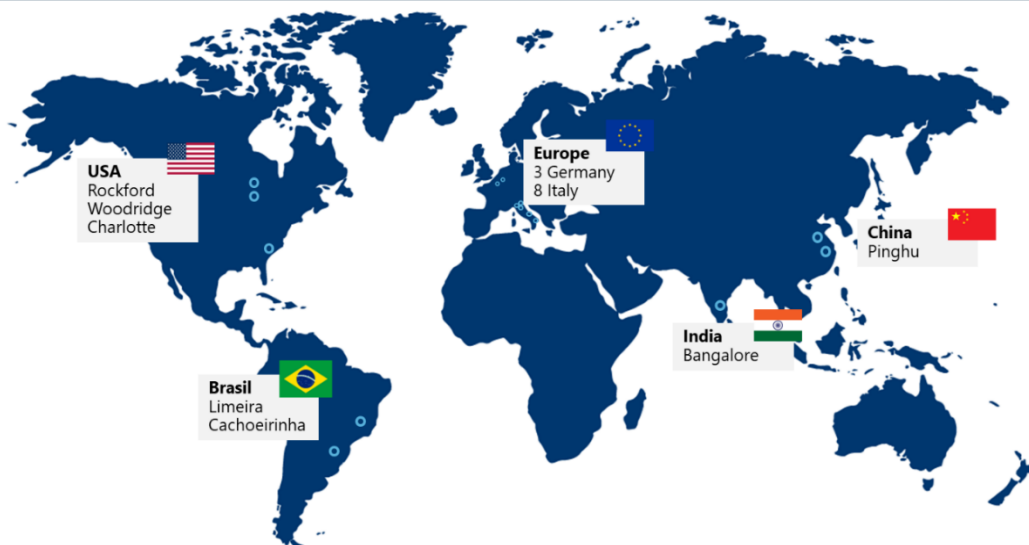 USA
Rockford
Woodridge
Charlotte
Europe
3 Germany
8 Italy
China
Pinghu
India
Bangalore
Brasil
Limeira
Cachoeirinha